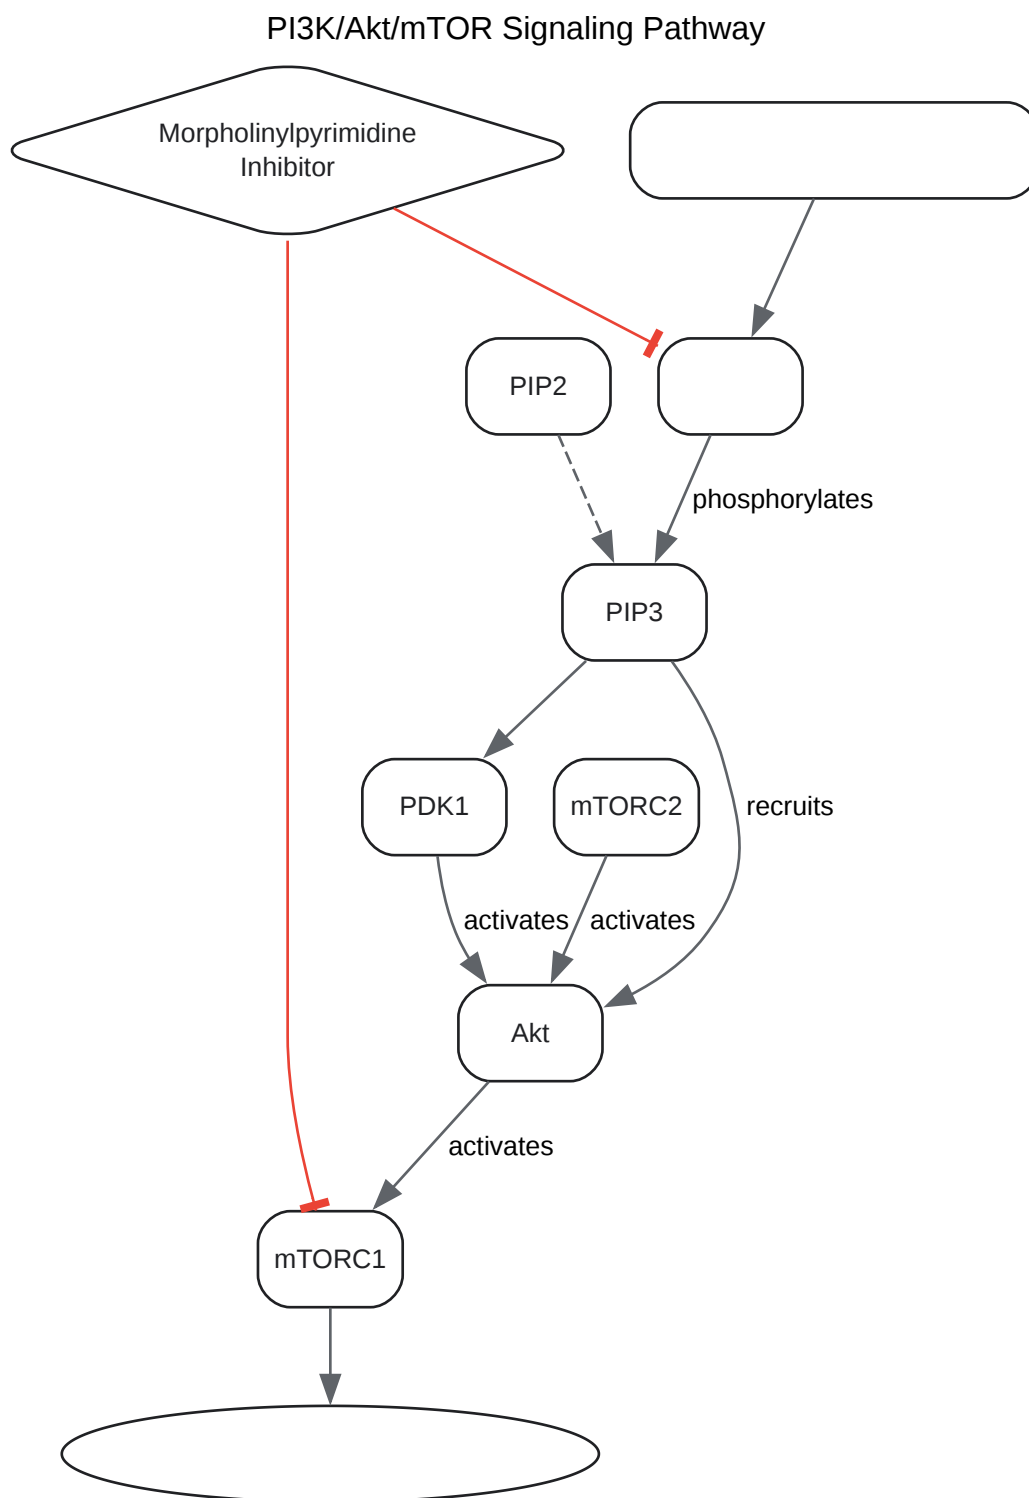 PI3K/Akt/mTOR Signaling Pathway
Morpholinylpyrimidine
Inhibitor
PIP2
phosphorylates
PIP3
PDK1
mTORC2
recruits
activates
activates
Akt
activates
mTORC1